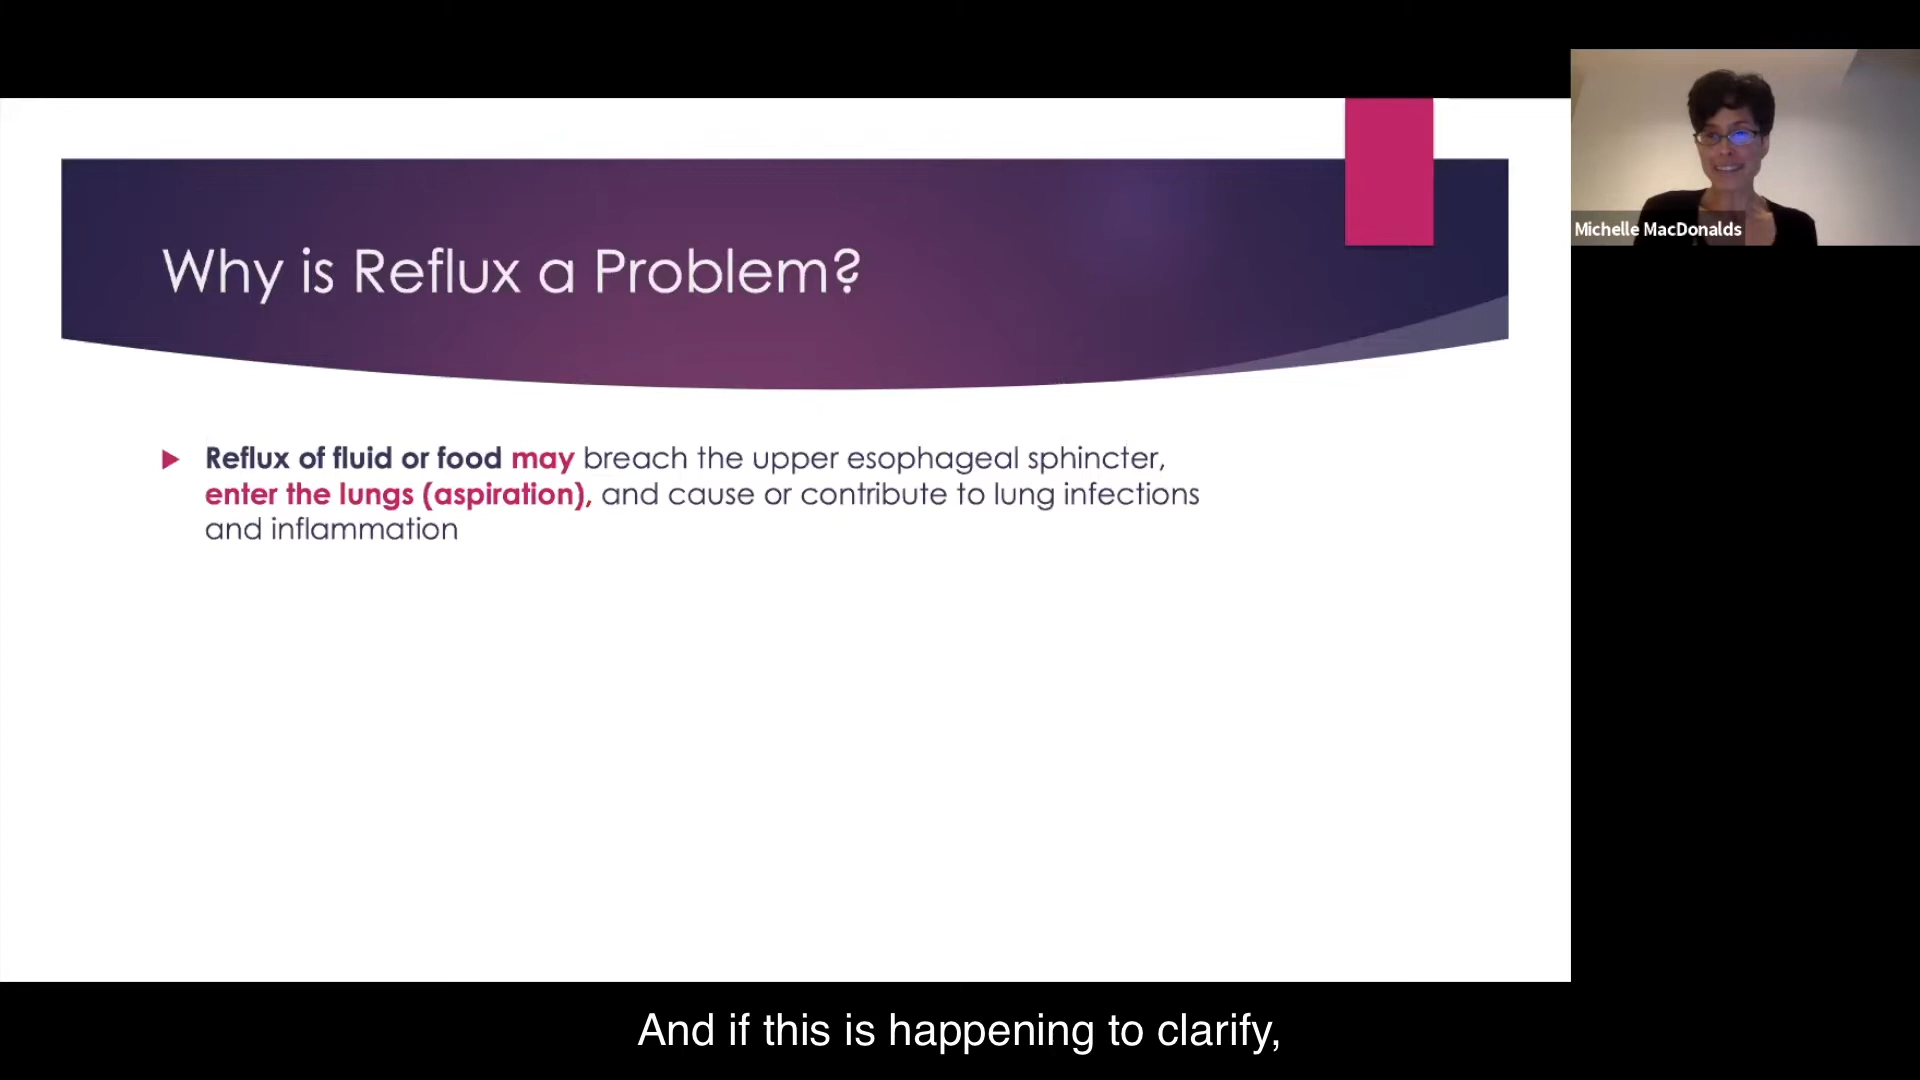 Why is Reflux a Problem?
Michelle MacDonalds
Reflux of fluid or food may breach the upper esophageal sphincter,
enter the lungs (aspiration), and cause or contribute to lung infections
and inflammation
And if this is happening to clarify,